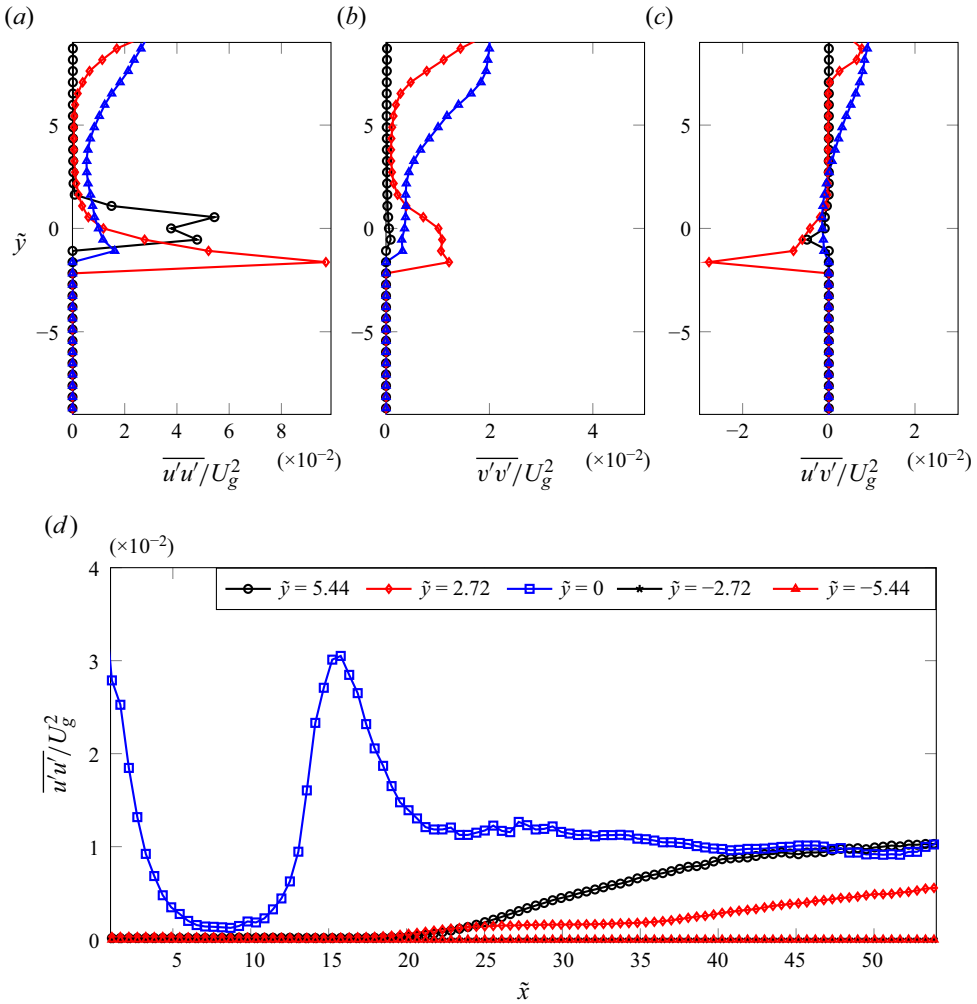 (a)
(b)
(c)
5
0
−5
ỹ
0 2 4 6 8
u′u′/U_g^2
(×10−2)
5
0
−5
0 2 4
v′v′/U_g^2
(×10−2)
5
0
−5
−2 0 2
u′v′/U_g^2
(×10−2)
(d)
(×10−2)
ỹ = 5.44 ỹ = 2.72 ỹ = 0 ỹ = −2.72 ỹ = −5.44
4
3
2
1
0
u′u′/U_g^2
5 10 15 20 25 30 35 40 45 50
x̃